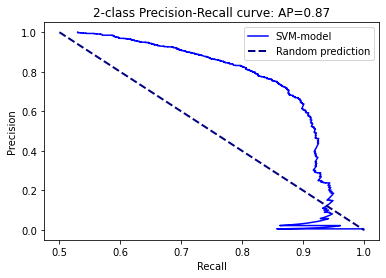 2-class Precision-Recall curve: AP=0.87
SVM-model
Random prediction
1.0
0.8
0.6
0.4
0.2
0.0
Precision
0.5 0.6 0.7 0.8 0.9 1.0
Recall